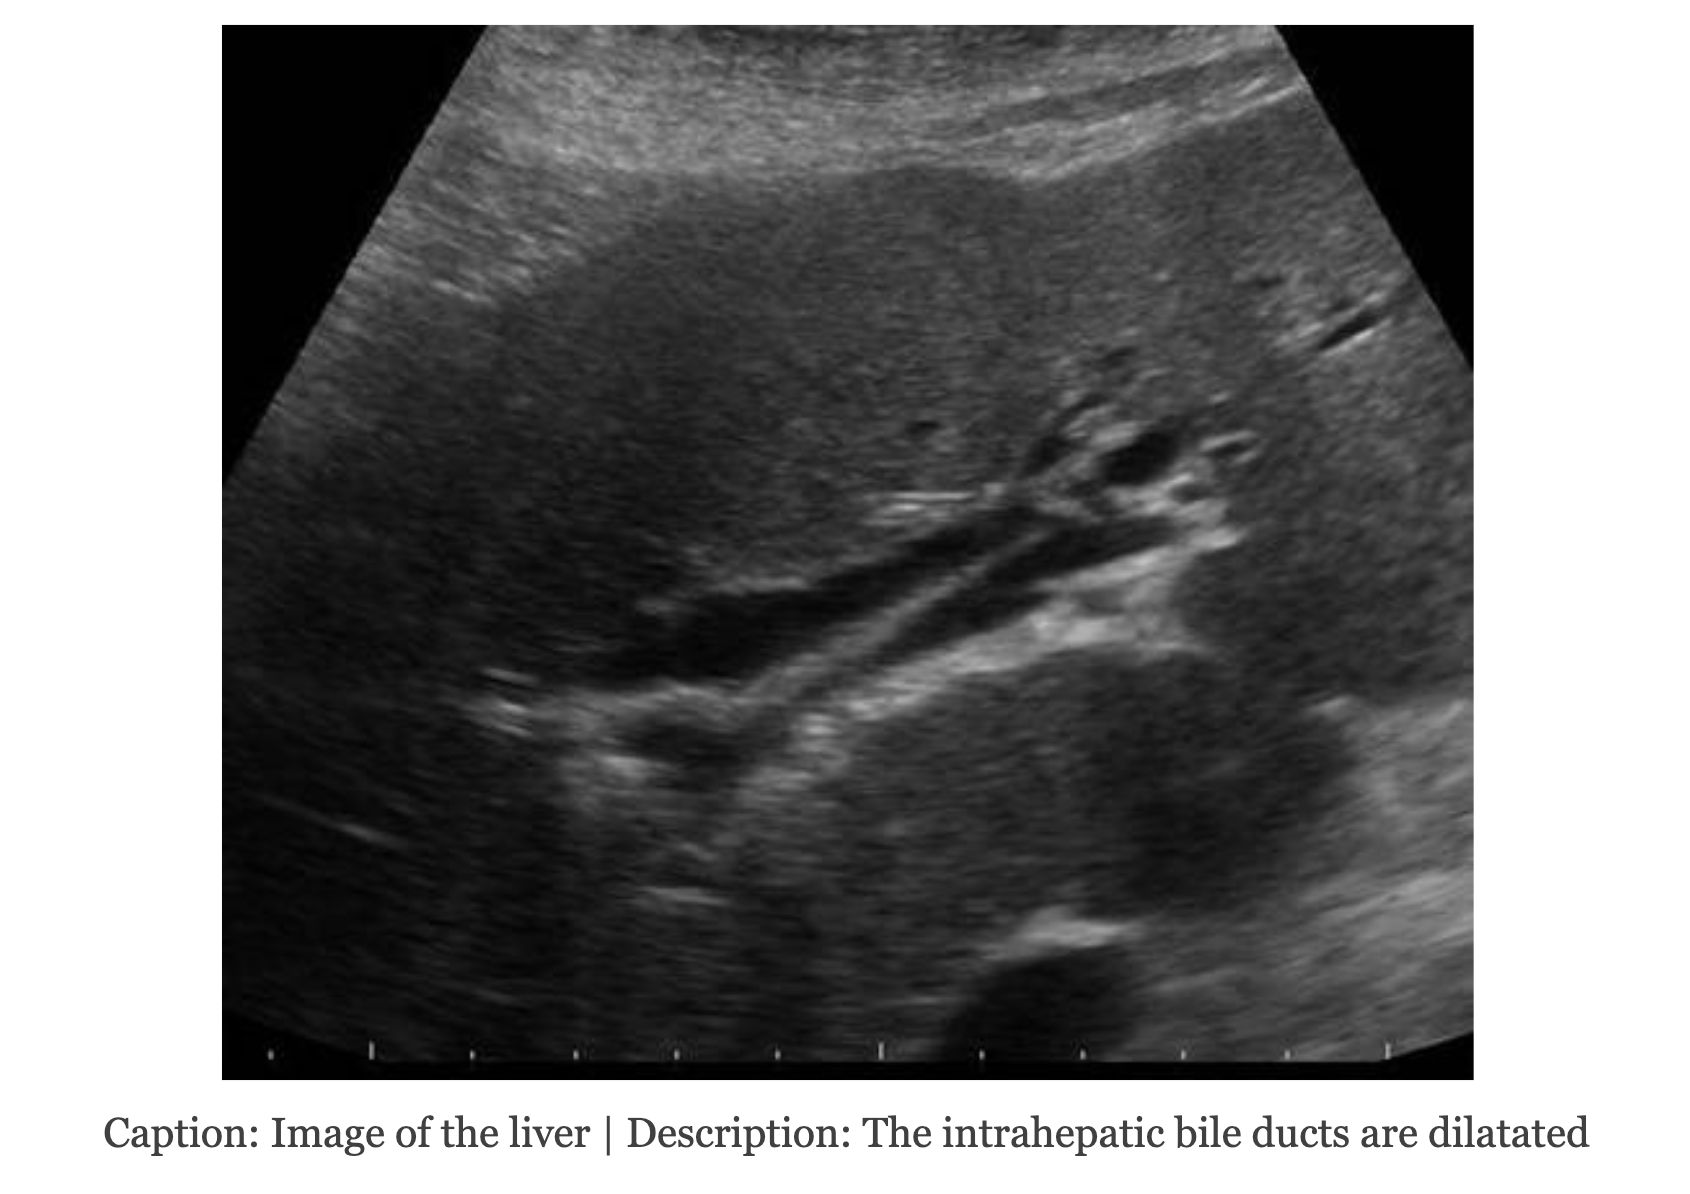 Caption: Image of the liver | Description: The intrahepatic bile ducts are dilatated